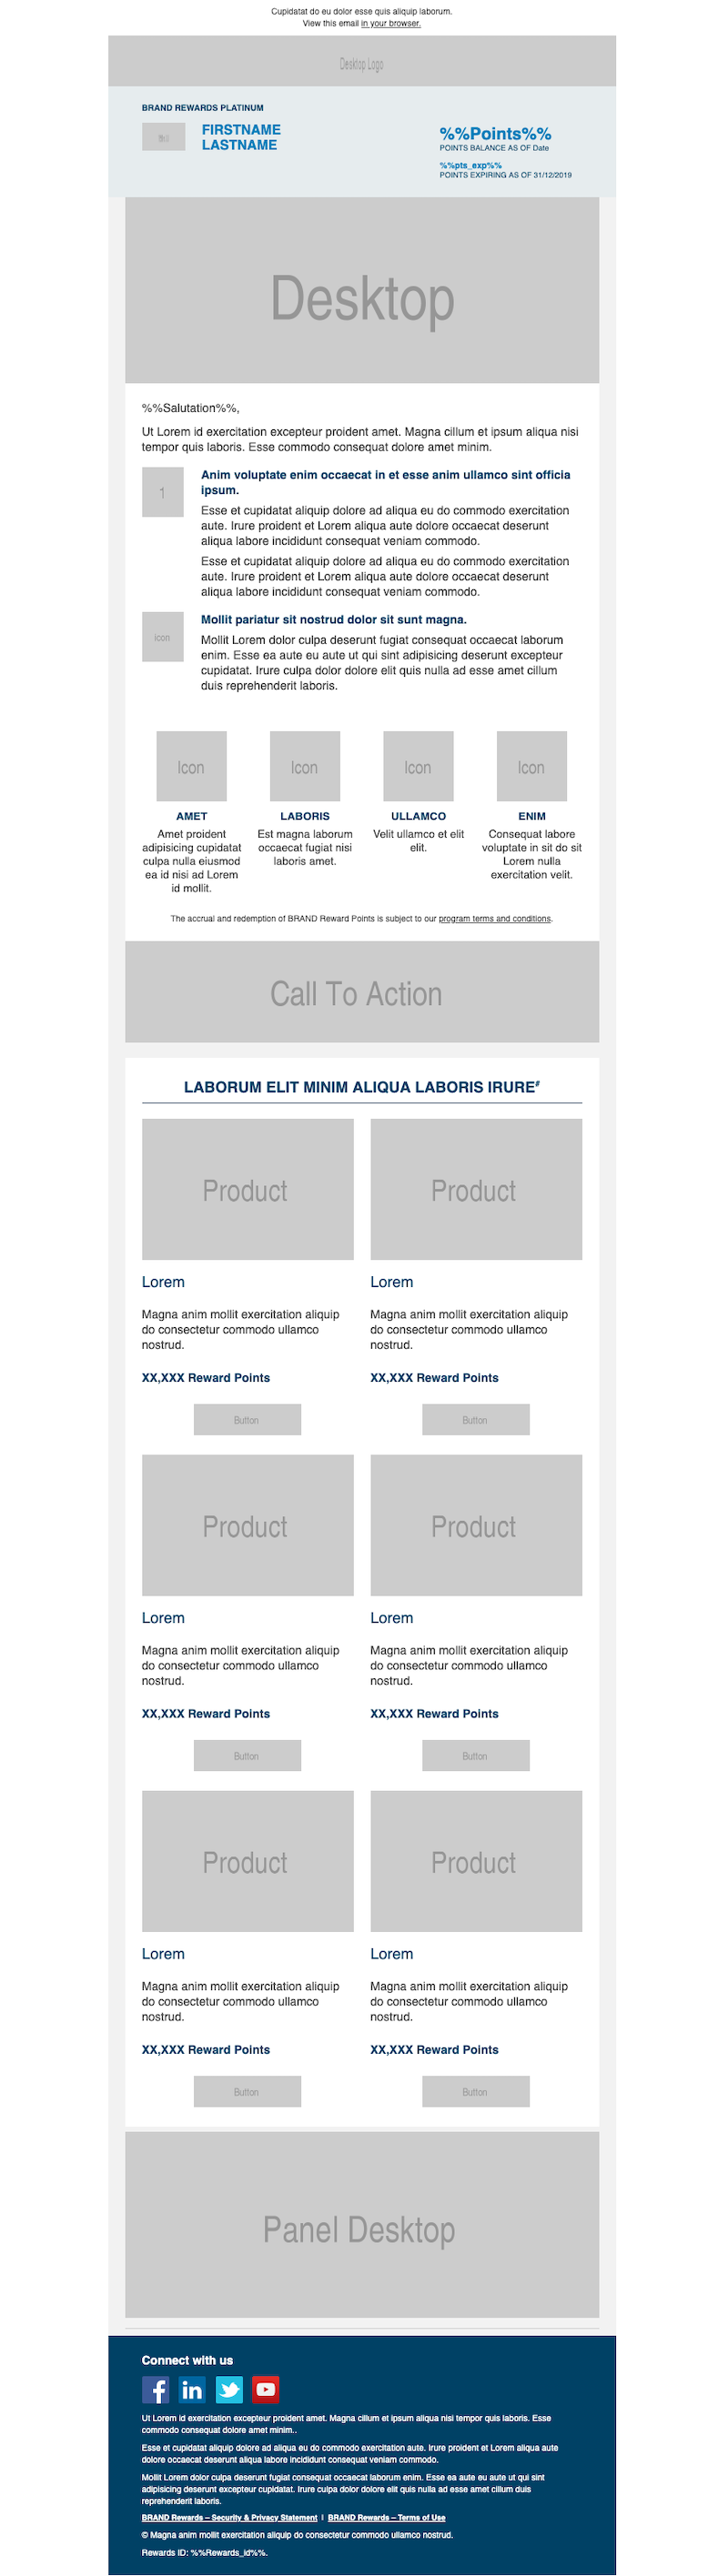 Cupidatat do eu dolor esse quis aliquip laborum.
View this email in your browser.
Desktop Logo
BRAND REWARDS PLATINUM
FIRSTNAME
LASTNAME
%%Points%%
POINTS BALANCE AS OF Date
%%pts_exp%%
POINTS EXPIRING AS OF 31/12/2019
Desktop
%%Salutation%%,
Ut Lorem id exercitation excepteur proident amet. Magna cillum et ipsum aliqua nisi
tempor quis laboris. Esse commodo consequat dolore amet minim.
1
Anim voluptate enim occaecat in et esse anim ullamco sint officia
ipsum.
Esse et cupidatat aliquip dolore ad aliqua eu do commodo exercitation
aute. Irure proident et Lorem aliqua aute dolore occaecat deserunt
aliqua labore incididunt consequat veniam commodo.
Esse et cupidatat aliquip dolore ad aliqua eu do commodo exercitation
aute. Irure proident et Lorem aliqua aute dolore occaecat deserunt
aliqua labore incididunt consequat veniam commodo.
Icon
Mollit pariatur sit nostrud dolor sit sunt magna.
Mollit Lorem dolor culpa deserunt fugiat consequat occaecat laborum
enim. Esse ea aute eu aute ut qui sint adipisicing deserunt excepteur
cupidatat. Irure culpa dolor dolore elit quis nulla ad esse amet cillum
duis reprehenderit laboris.
Icon
AMET
Amet proident
adipisicing cupidatat
culpa nulla eiusmod
ea id nisi ad Lorem
id mollit.
Icon
LABORIS
Est magna laborum
occaecat fugiat nisi
laboris amet.
Icon
ULLAMCO
Velit ullamco et elit
elit.
Icon
ENIM
Consequat labore
voluptate in sit do sit
Lorem nulla
exercitation velit.
The accrual and redemption of BRAND Reward Points is subject to our program terms and conditions.
Call To Action
LABORUM ELIT MINIM ALIQUA LABORIS IRURE#
Product
Lorem
Magna anim mollit exercitation aliquip
do consectetur commodo ullamco
nostrud.
XX,XXX Reward Points
Button
Product
Lorem
Magna anim mollit exercitation aliquip
do consectetur commodo ullamco
nostrud.
XX,XXX Reward Points
Button
Product
Lorem
Magna anim mollit exercitation aliquip
do consectetur commodo ullamco
nostrud.
XX,XXX Reward Points
Button
Product
Lorem
Magna anim mollit exercitation aliquip
do consectetur commodo ullamco
nostrud.
XX,XXX Reward Points
Button
Product
Lorem
Magna anim mollit exercitation aliquip
do consectetur commodo ullamco
nostrud.
XX,XXX Reward Points
Button
Product
Lorem
Magna anim mollit exercitation aliquip
do consectetur commodo ullamco
nostrud.
XX,XXX Reward Points
Button
Panel Desktop
Connect with us
Ut Lorem id exercitation excepteur proident amet. Magna cillum et ipsum aliqua nisi tempor quis laboris. Esse
commodo consequat dolore amet minim..
Esse et cupidatat aliquip dolore ad aliqua eu do commodo exercitation aute. Irure proident et Lorem aliqua aute
dolore occaecat deserunt aliqua labore incididunt consequat veniam commodo.
Mollit Lorem dolor culpa deserunt fugiat consequat occaecat laborum enim. Esse ea aute eu aute ut qui sint
adipisicing deserunt excepteur cupidatat. Irure culpa dolor dolore elit quis nulla ad esse amet cillum duis
reprehenderit laboris.
BRAND Rewards – Security & Privacy Statement | BRAND Rewards – Terms of Use
© Magna anim mollit exercitation aliquip do consectetur commodo ullamco nostrud.
Rewards ID: %%Rewards_id%%.